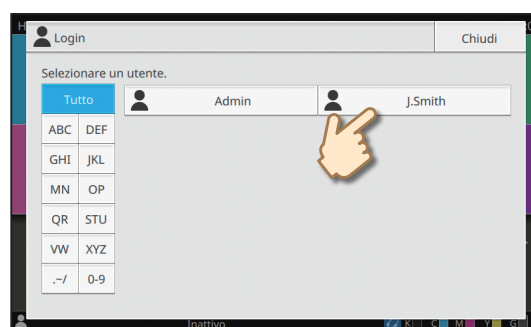 Login
Chiudi
Selezionare un utente.
Tutto
Admin
J.Smith
ABC DEF
GHI JKL
MN OP
QR STU
VW XYZ
.~/ 0-9
Inattivo
K C M Y G